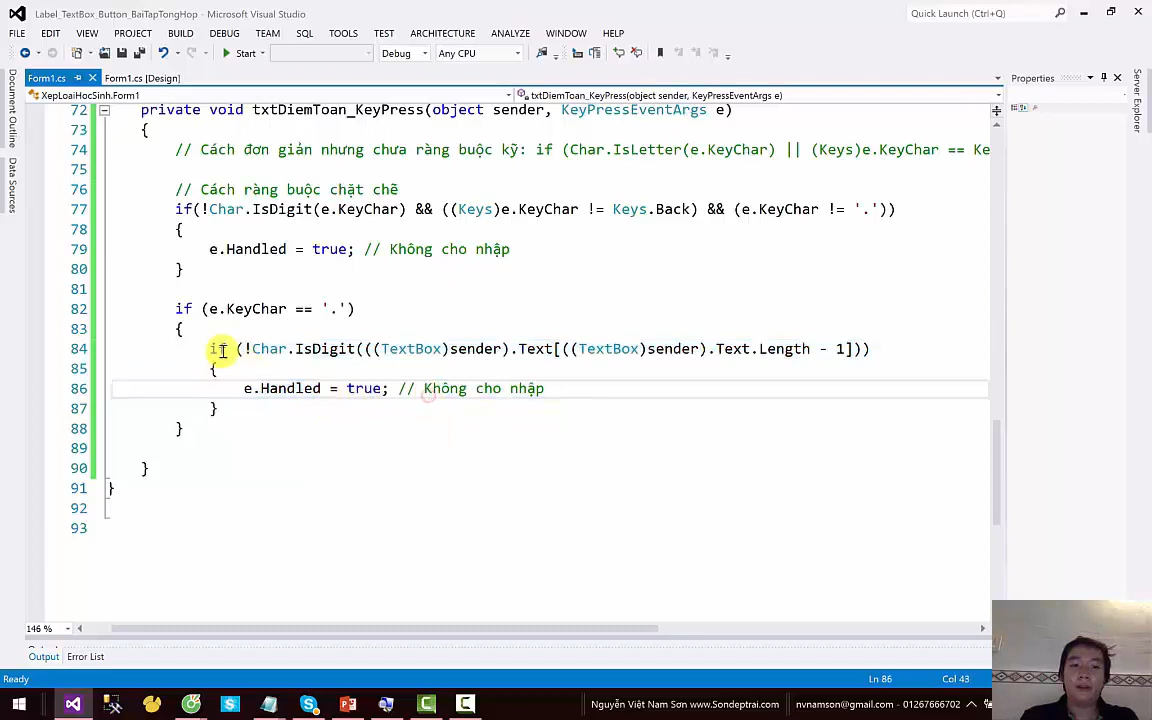 Label_TextBox_Button_BaiTapTongHop - Microsoft Visual Studio
Quick Launch (Ctrl+Q)
FILE EDIT VIEW PROJECT BUILD DEBUG TEAM SQL TOOLS TEST ARCHITECTURE ANALYZE WINDOW HELP
Start Debug Any CPU
Form1.cs Form1.cs [Design] Properties
XepLoaiHocSinh.Form1 txtDiemToan_KeyPress(object sender, KeyPressEventArgs e)
Document Outline
Data Sources
Server Explorer
72 private void txtDiemToan_KeyPress(object sender, KeyPressEventArgs e)
73 {
74 // Cách đơn giản nhưng chưa ràng buộc kỹ: if (Char.IsLetter(e.KeyChar) || (Keys)e.KeyChar == Ke
75
76 // Cách ràng buộc chặt chẽ
77 if(!Char.IsDigit(e.KeyChar) && ((Keys)e.KeyChar != Keys.Back) && (e.KeyChar != '.'))
78 {
79 e.Handled = true; // Không cho nhập
80 }
81
82 if (e.KeyChar == '.')
83 {
84 if (!Char.IsDigit(((TextBox)sender).Text[((TextBox)sender).Text.Length - 1]))
85 {
86 e.Handled = true; // Không cho nhập
87 }
88 }
89
90 }
91 }
92
93
146 %
Output Error List
Ready Ln 86 Col 43
Nguyễn Việt Nam Sơn www.Sondeptrai.com nvnamson@gmail.com - 01267666702